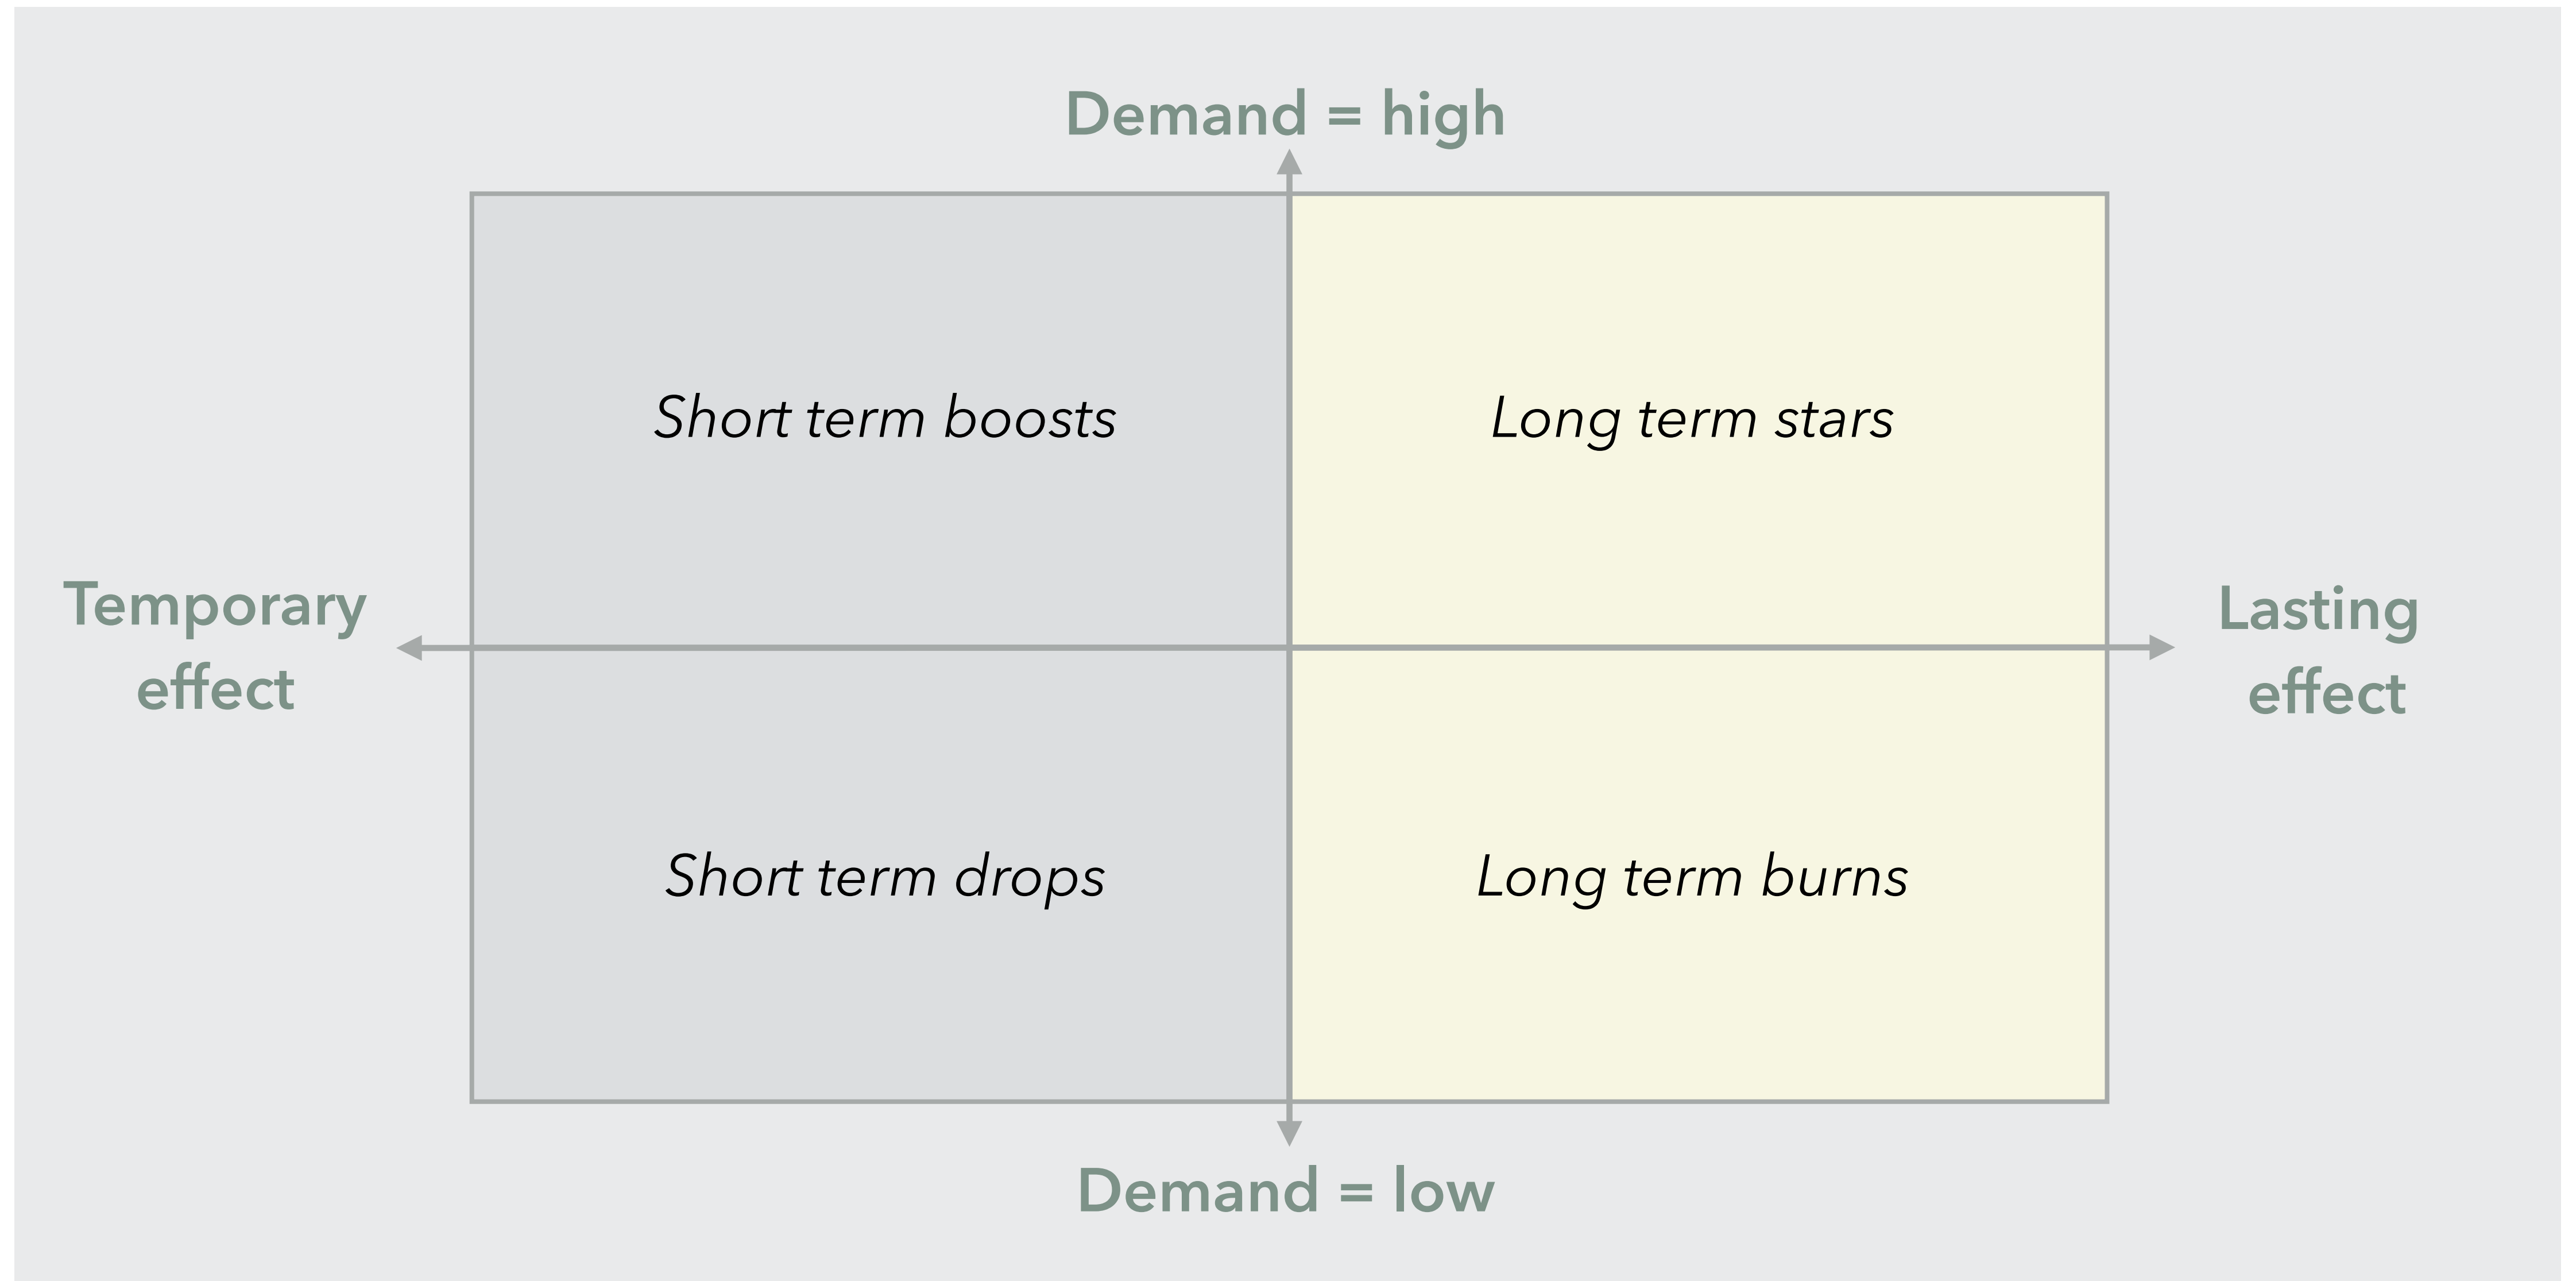 Demand = high
Short term boosts
Long term stars
Temporary
effect
Lasting
effect
Short term drops
Long term burns
Demand = low